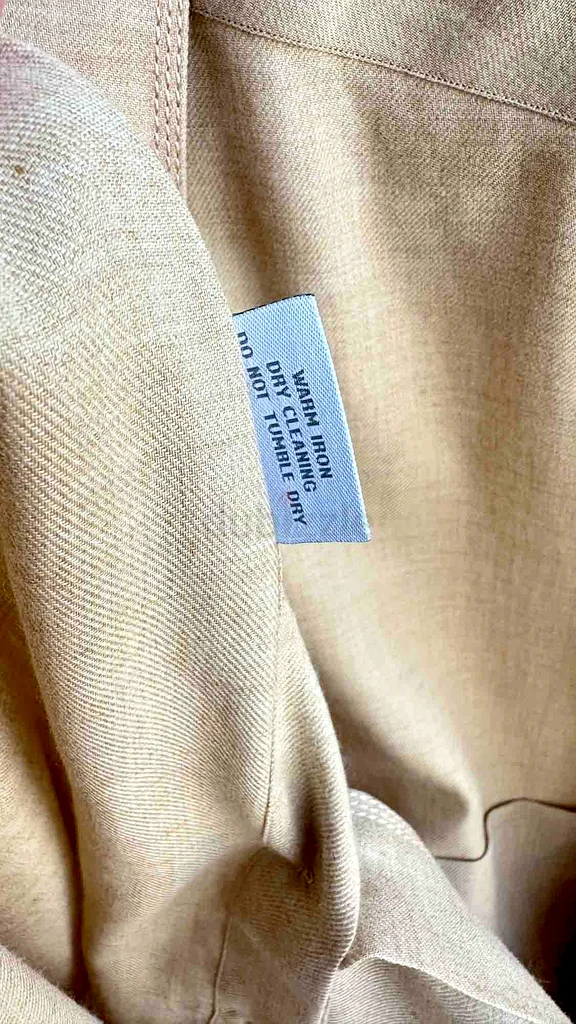 WARM IRON
DRY CLEANING
DO NOT TUMBLE DRY